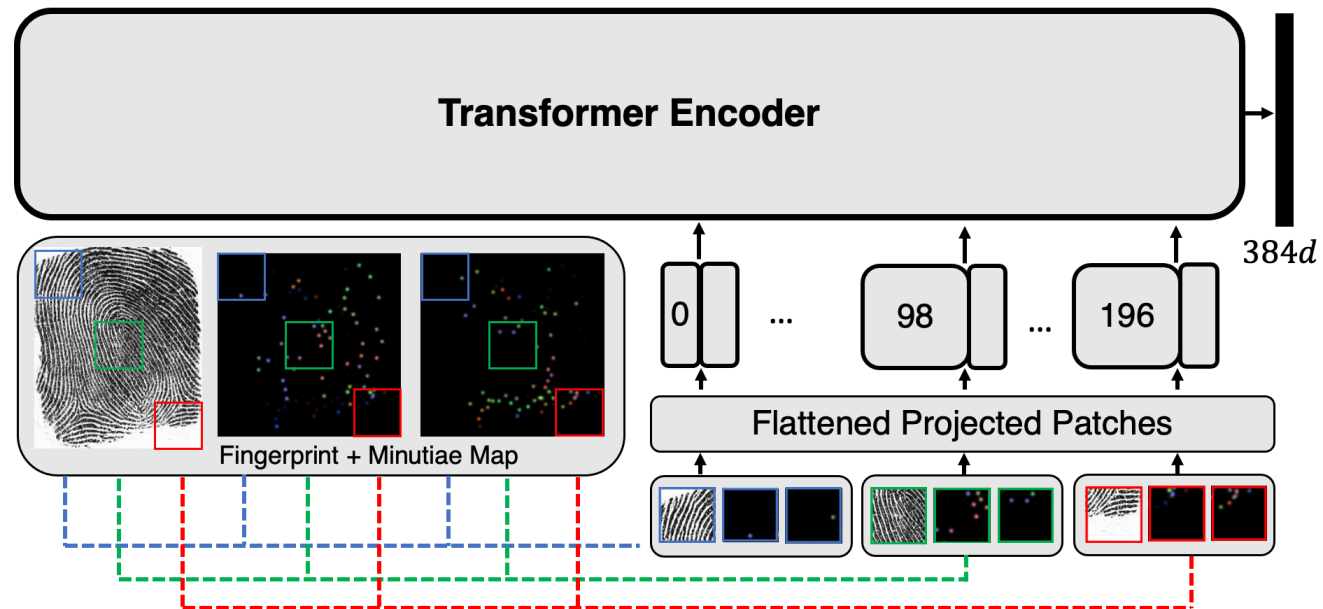 Transformer Encoder
384d
0
...
98
...
196
Flattened Projected Patches
Fingerprint + Minutiae Map